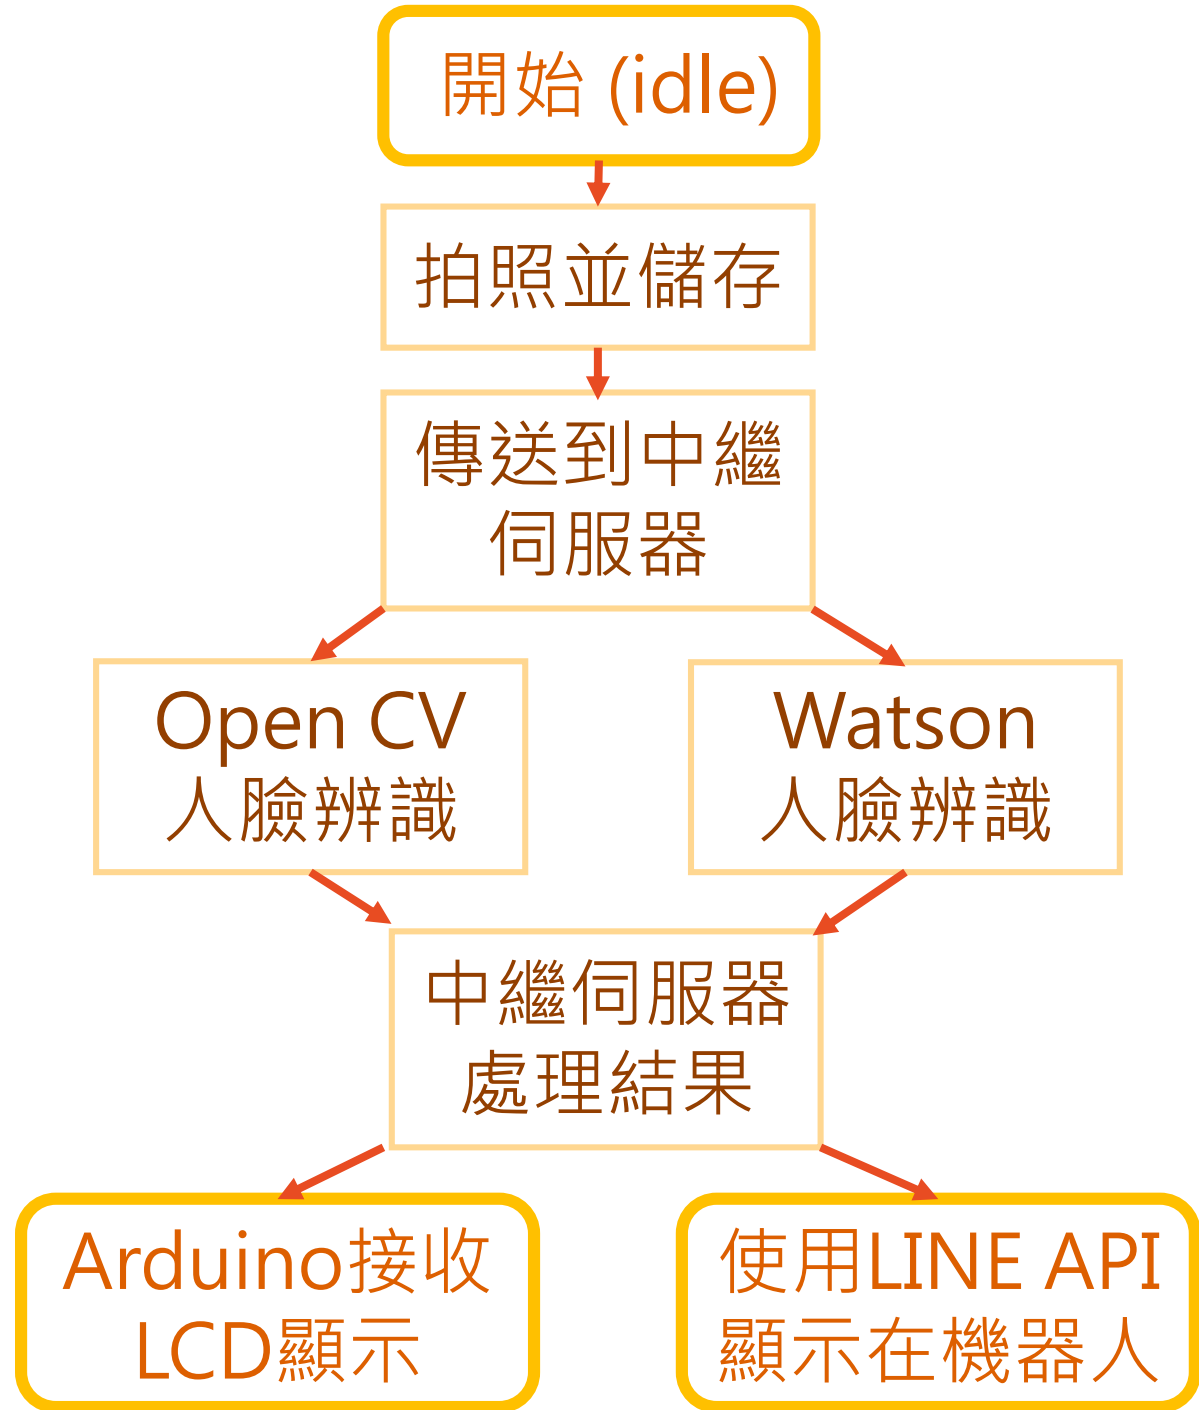 開始 (idle)
拍照並儲存
傳送到中繼
伺服器
Open CV
人臉辨識
Watson
人臉辨識
中繼伺服器
處理結果
Arduino接收
LCD顯示
使用LINE API
顯示在機器人